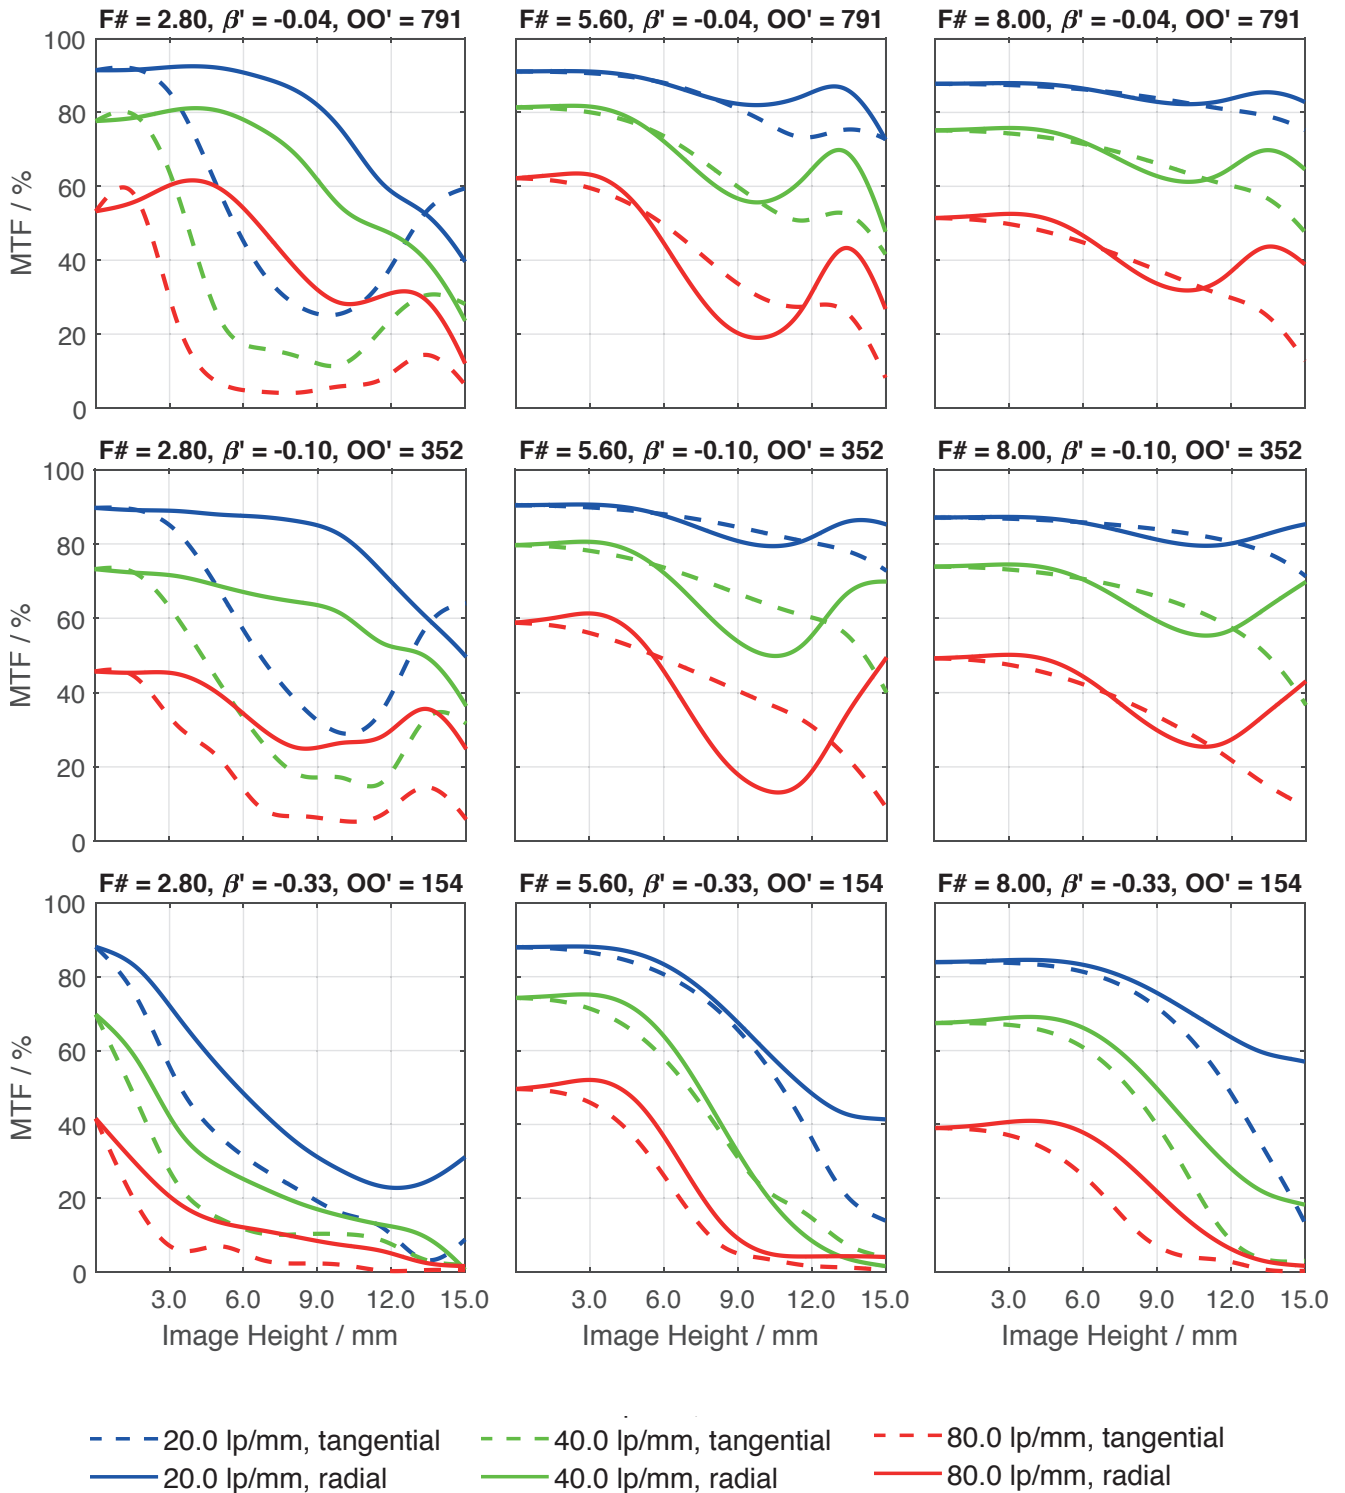 F# = 2.80, β' = -0.04, OO' = 791
F# = 5.60, β' = -0.04, OO' = 791
F# = 8.00, β' = -0.04, OO' = 791
100
80
60
40
20
0
MTF / %
F# = 2.80, β' = -0.10, OO' = 352
F# = 5.60, β' = -0.10, OO' = 352
F# = 8.00, β' = -0.10, OO' = 352
100
80
60
40
20
0
MTF / %
F# = 2.80, β' = -0.33, OO' = 154
F# = 5.60, β' = -0.33, OO' = 154
F# = 8.00, β' = -0.33, OO' = 154
100
80
60
40
20
0
MTF / %
3.0 6.0 9.0 12.0 15.0
3.0 6.0 9.0 12.0 15.0
3.0 6.0 9.0 12.0 15.0
Image Height / mm
Image Height / mm
Image Height / mm
20.0 lp/mm, tangential
40.0 lp/mm, tangential
80.0 lp/mm, tangential
20.0 lp/mm, radial
40.0 lp/mm, radial
80.0 lp/mm, radial